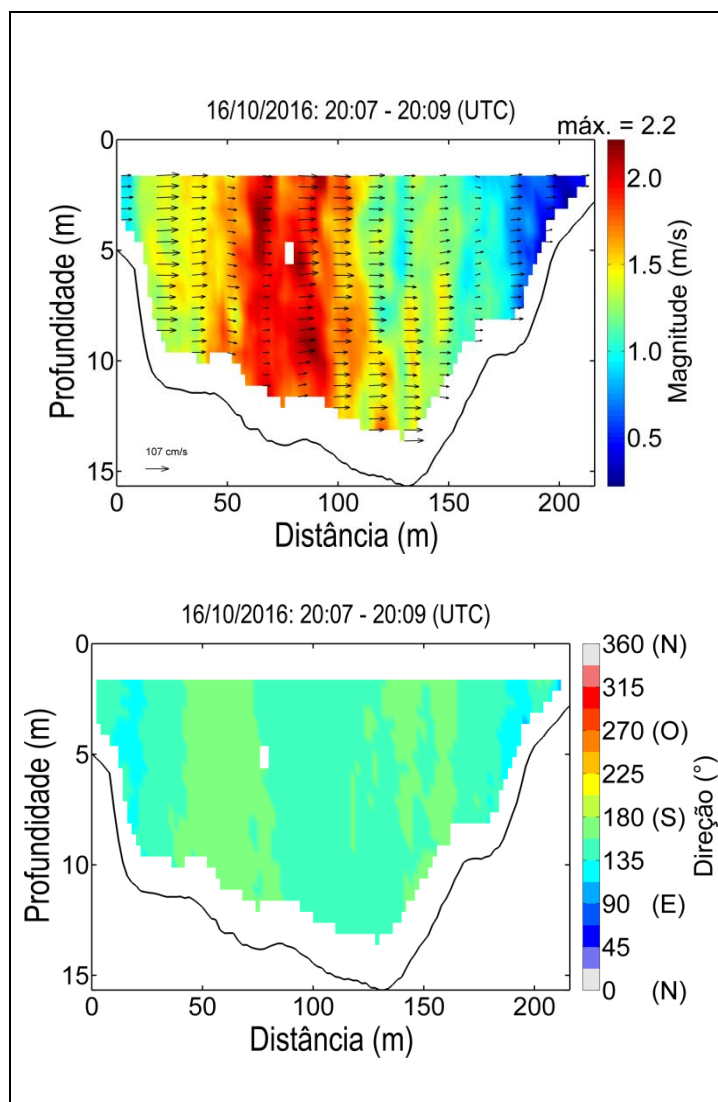 16/10/2016: 20:07 - 20:09 (UTC)
máx. = 2.2
0
5
10
15
Profundidade (m)
107 cm/s
0 50 100 150 200
Distância (m)
2.0
1.5
1.0
0.5
Magnitude (m/s)
16/10/2016: 20:07 - 20:09 (UTC)
0
5
10
15
Profundidade (m)
0 50 100 150 200
Distância (m)
360 (N)
315
270 (O)
225
180 (S)
135
90 (E)
45
0 (N)
Direção (°)